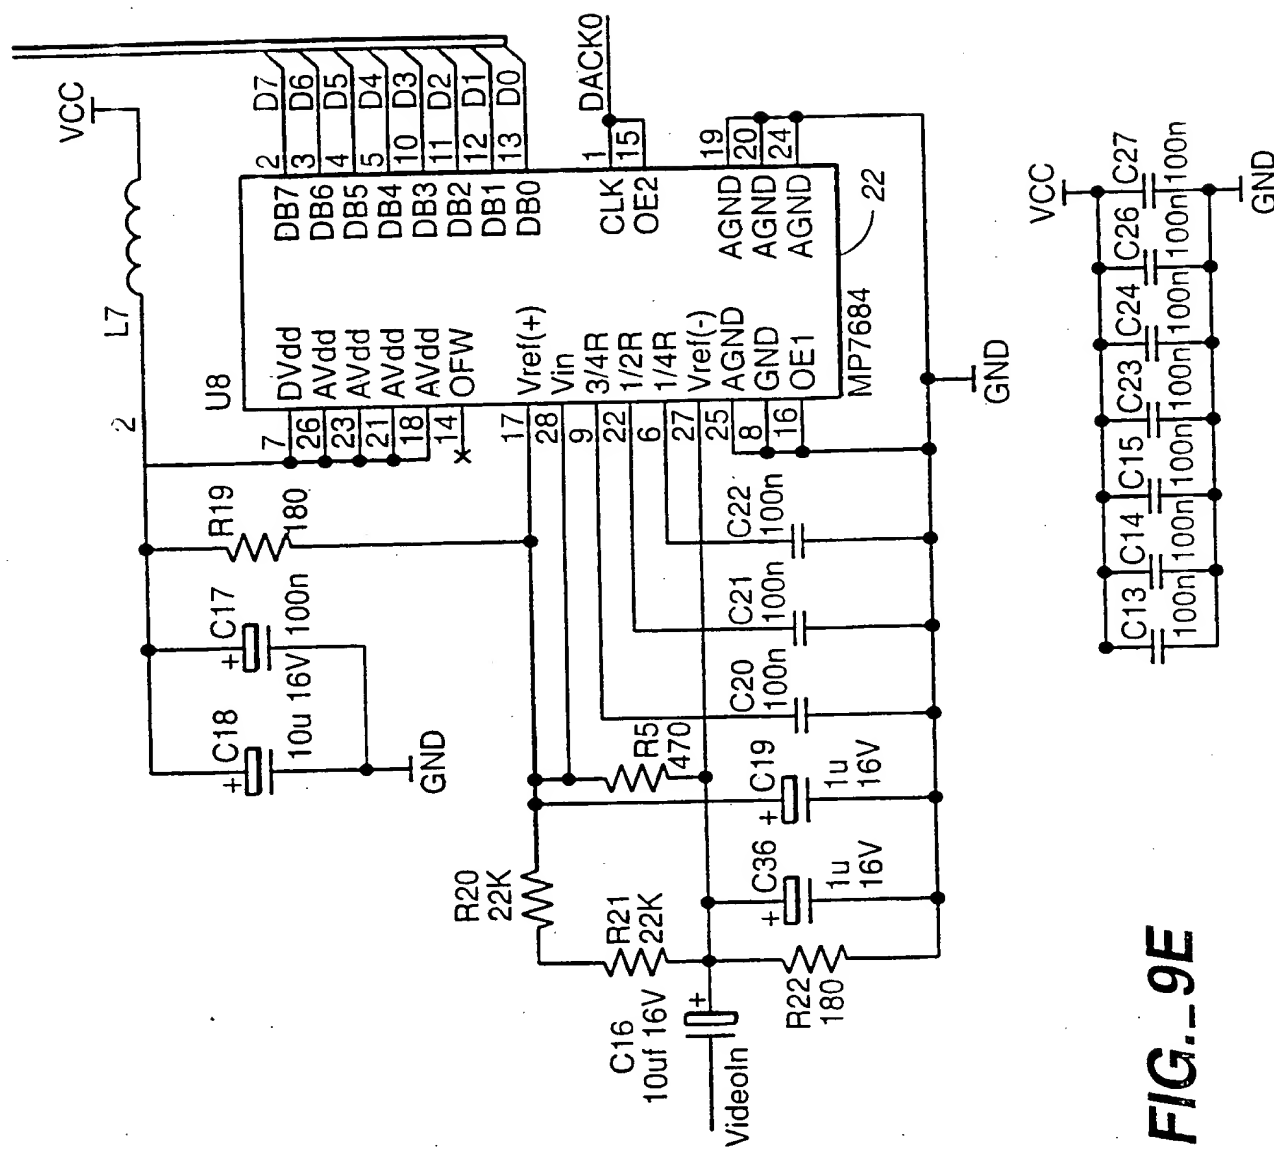 VCC
L7
2
U8
DVdd
AVdd
AVdd
AVdd
AVdd
OFW
Vref(+)
Vin
3/4R
1/2R
1/4R
Vref(-)
AGND
GND
OE1
7
26
23
21
18
14
17
28
9
22
6
27
25
8
16
DB7
DB6
DB5
DB4
DB3
DB2
DB1
DB0
CLK
OE2
AGND
AGND
AGND
2
3
4
5
10
11
12
13
1
15
19
20
24
D7
D6
D5
D4
D3
D2
D1
D0
DACK0
22
MP7684
GND
R19
180
C17
100n
C18
10u 16V
GND
C22
100n
C21
100n
C20
100n
R5
470
C19
1u
16V
C36
1u
16V
R20
22K
R21
22K
C16
10uf 16V
R22
180
VideoIn
VCC
C13
100n
C14
100n
C15
100n
C23
100n
C24
100n
C26
100n
C27
100n
GND
FIG._9E